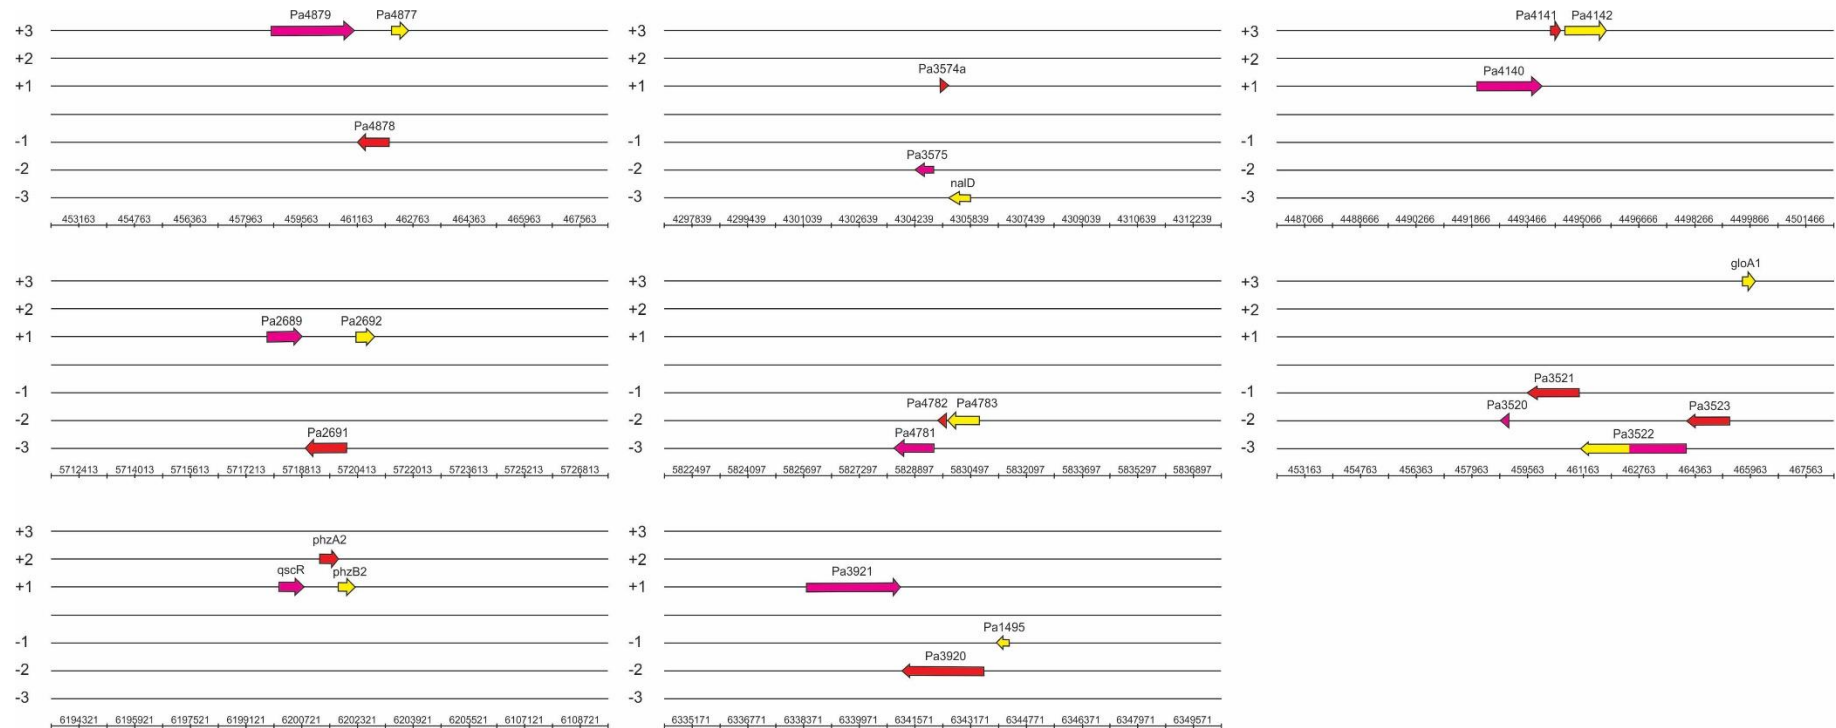 Pa4879 Pa4877
+3
+2
+1
Pa4878
-1
-2
-3
453163 454763 456363 457963 459563 461163 462763 464363 465963 467563
+3
+2
Pa3574a
+1
-1
Pa3575
-2
nalD
-3
4297839 4299439 4301039 4302639 4304239 4305839 4307439 4309039 4310639 4312239
Pa4141 Pa4142
+3
+2
Pa4140
+1
-1
-2
-3
4487066 4488666 4490266 4491866 4493466 4495066 4496666 4498266 4499866 4501466
+3
+2
Pa2689 Pa2692
+1
-1
-2
Pa2691
-3
5712413 5714013 5715613 5717213 5718813 5720413 5722013 5723613 5725213 5726813
+3
+2
+1
-1
Pa4782 Pa4783
-2
Pa4781
-3
5822497 5824097 5825697 5827297 5828897 5830497 5832097 5833697 5835297 5836897
gloA1
+3
+2
+1
Pa3521
-1
Pa3520 Pa3523
-2
Pa3522
-3
453163 454763 456363 457963 459563 461163 462763 464363 465963 467563
+3
phzA2
+2
qscR phzB2
+1
-1
-2
-3
6194321 6195921 6197521 6199121 6200721 6202321 6203921 6205521 6107121 6108721
+3
+2
Pa3921
+1
Pa1495
-1
Pa3920
-2
-3
6335171 6336771 6338371 6339971 6341571 6343171 6344771 6346371 6347971 6349571